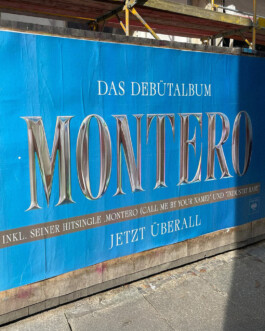 DAS DEBÜTALBUM
MONTERO
INKL. SEINER HITSINGLE „MONTERO (CALL ME BY YOUR NAME)“ UND
JETZT ÜBERALL